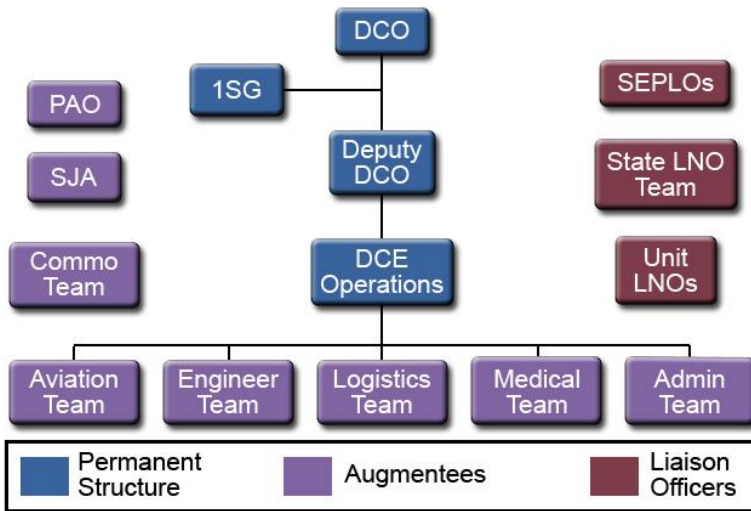 DCO
1SG
PAO
SEPLOs
Deputy
DCO
SJA
State LNO
Team
Commo
Team
DCE
Operations
Unit
LNOs
Aviation
Team
Engineer
Team
Logistics
Team
Medical
Team
Admin
Team
Permanent
Structure
Augmentees
Liaison
Officers